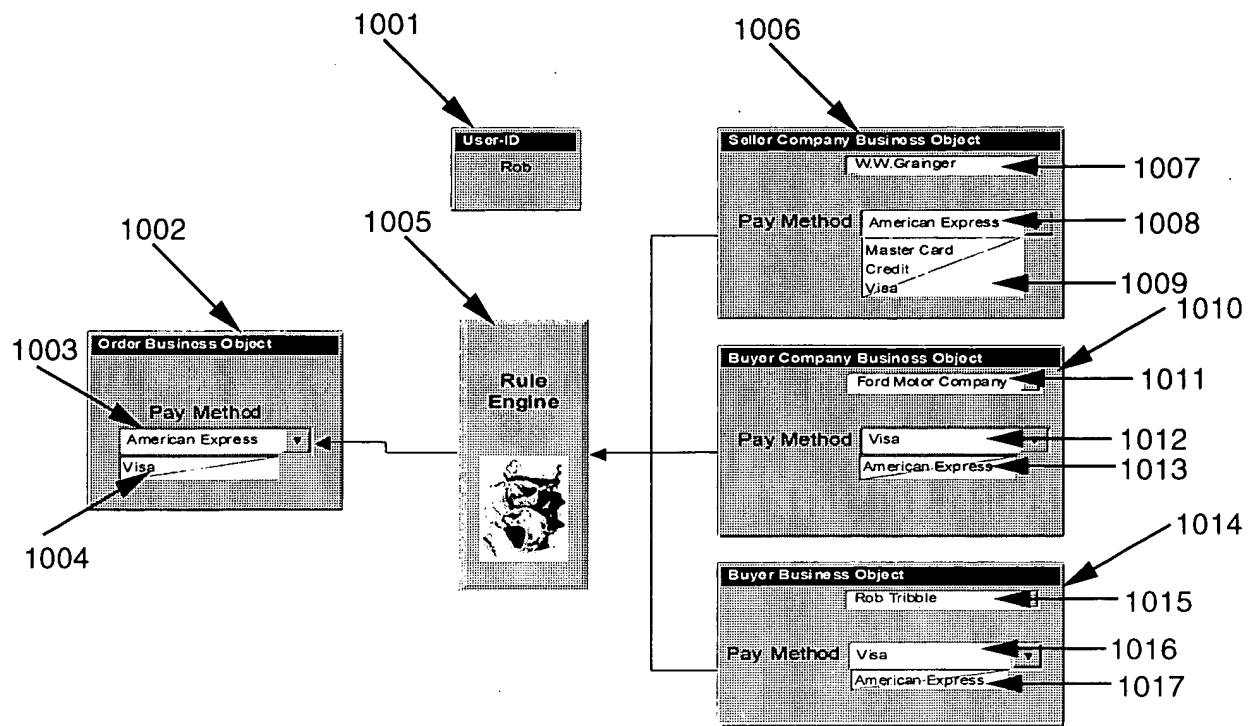 1001
1006
User-ID
Rob
Seller Company Business Object
W.W.Grainger
1007
Pay Method
American Express
1008
Master Card
Credit
Visa
1009
1002
1005
1003
Order Business Object
Pay Method
American Express
Visa
1004
Rule
Engine
1010
Buyer Company Business Object
Ford Motor Company
1011
Pay Method
Visa
1012
American Express
1013
1014
Buyer Business Object
Rob Tribble
1015
Pay Method
Visa
1016
American Express
1017